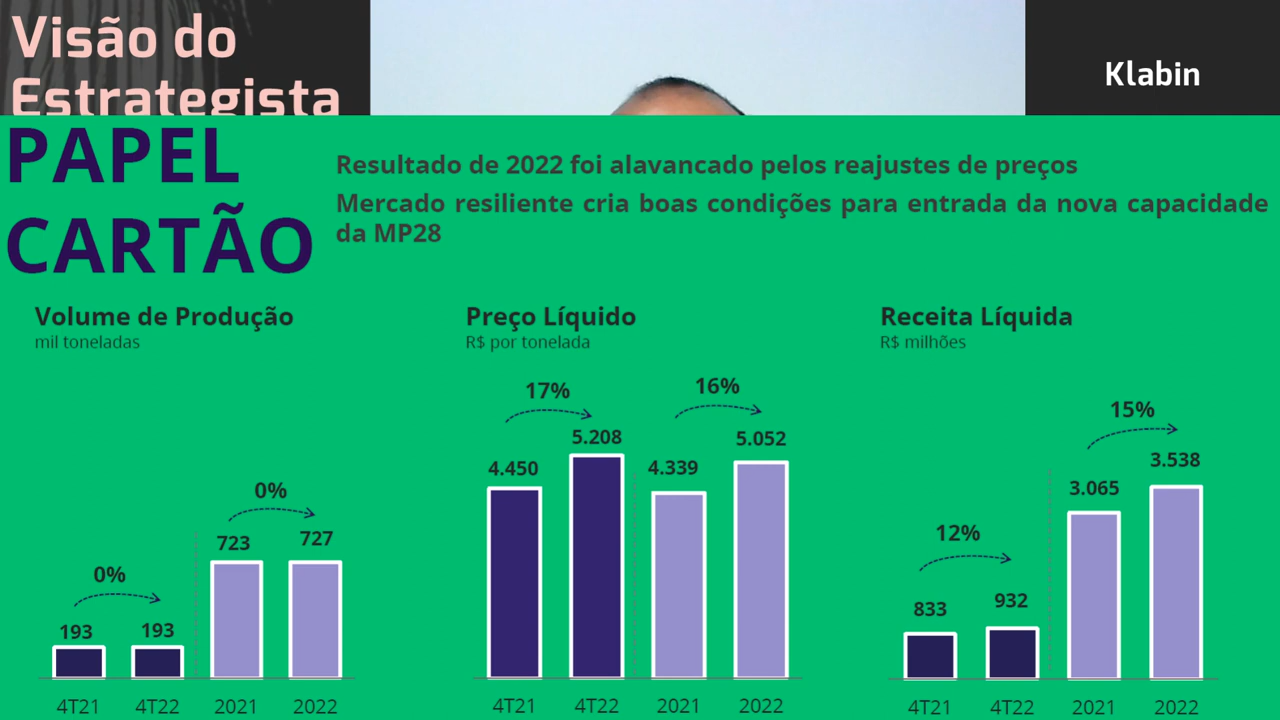 Visão do
Estrategista
Klabin
PAPEL
CARTÃO
Resultado de 2022 foi alavancado pelos reajustes de preços
Mercado resiliente cria boas condições para entrada da nova capacidade
da MP28
Volume de Produção
mil toneladas
0%
723
727
0%
193
193
4T21
4T22
2021
2022
Preço Líquido
R$ por tonelada
17%
16%
4.450
5.208
4.339
5.052
4T21
4T22
2021
2022
Receita Líquida
R$ milhões
15%
3.065
3.538
12%
833
932
4T21
4T22
2021
2022